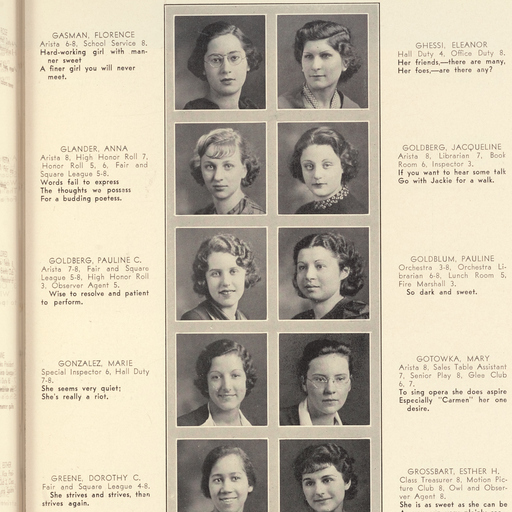 GASMAN, FLORENCE
Arista 6-8, School Service 8.
Hard-working girl with man-
ner sweet
A finer girl you will never
meet.
GHESSI, ELEANOR
Hall Duty 4, Office Duty 8.
Her friends,—there are many,
Her foes,—are there any?
GLANDER, ANNA
Arista 8, High Honor Roll 7,
Honor Roll 5, 6, Fair and
Square League 5-8.
Words fail to express
The thoughts we possess
For a budding poetess.
GOLDBERG, JACQUELINE
Arista 8, Librarian 7, Book
Room 6, Inspector 3.
If you want to hear some talk
Go with Jackie for a walk.
GOLDBERG, PAULINE C.
Arista 7-8, Fair and Square
League 5-8, High Honor Roll
3, Observer Agent 5.
Wise to resolve and patient
to perform.
GOLDBLUM, PAULINE
Orchestra 3-8, Orchestra Li-
brarian 6-8, Lunch Room 5,
Fire Marshall 3.
So dark and sweet.
GONZALEZ, MARIE
Special Inspector 6, Hall Duty
7-8.
She seems very quiet;
She's really a riot.
GOTOWKA, MARY
Arista 8, Sales Table Assistant
7, Senior Play 8, Glee Club
6, 7.
To sing opera she does aspire
Especially "Carmen" her one
desire.
GREENE, DOROTHY C.
Fair and Square League 4-8.
She strives and strives, than
strives again.
GROSSBART, ESTHER H.
Class Treasurer 8, Motion Pic-
ture Club 8, Owl and Obser-
ver Agent 8.
She is as sweet as she can be